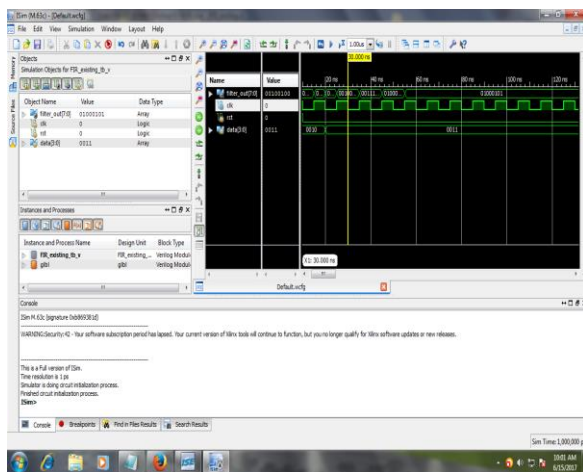 ISim (M.63c) - [Default.wcfg]
File Edit View Simulation Window Layout Help
1.00us
Objects
Simulation Objects for FIR_existing_tb_v
Object Name Value Data Type
filter_out[7:0] 01000101 Array
clk 0 Logic
rst 0 Logic
data[3:0] 0011 Array
Memory
Source Files
Instances and Processes
Instance and Process Name Design Unit Block Type
FIR_existing_tb_v FIR_existing_... Verilog Modul
glbl glbl Verilog Modul
Name Value
filter_out[7:0] 00100100
clk 0
rst 0
data[3:0] 0011
30.000 ns
20 ns 40 ns 60 ns 80 ns 100 ns 120 ns
01000101
0010 0011
X1: 30.000 ns
Default.wcfg
Console
ISim M.63c (signature 0xb869381d)
WARNING:Security:42 - Your software subscription period has lapsed. Your current version of Xilinx tools will continue to function, but you no longer qualify for Xilinx software updates or new releases.
This is a Full version of ISim.
Time resolution is 1 ps
Simulator is doing circuit initialization process.
Finished circuit initialization process.
ISim>
Console Breakpoints Find in Files Results Search Results
Sim Time: 1,000,000 p
ISE
10:01 AM
6/15/2017